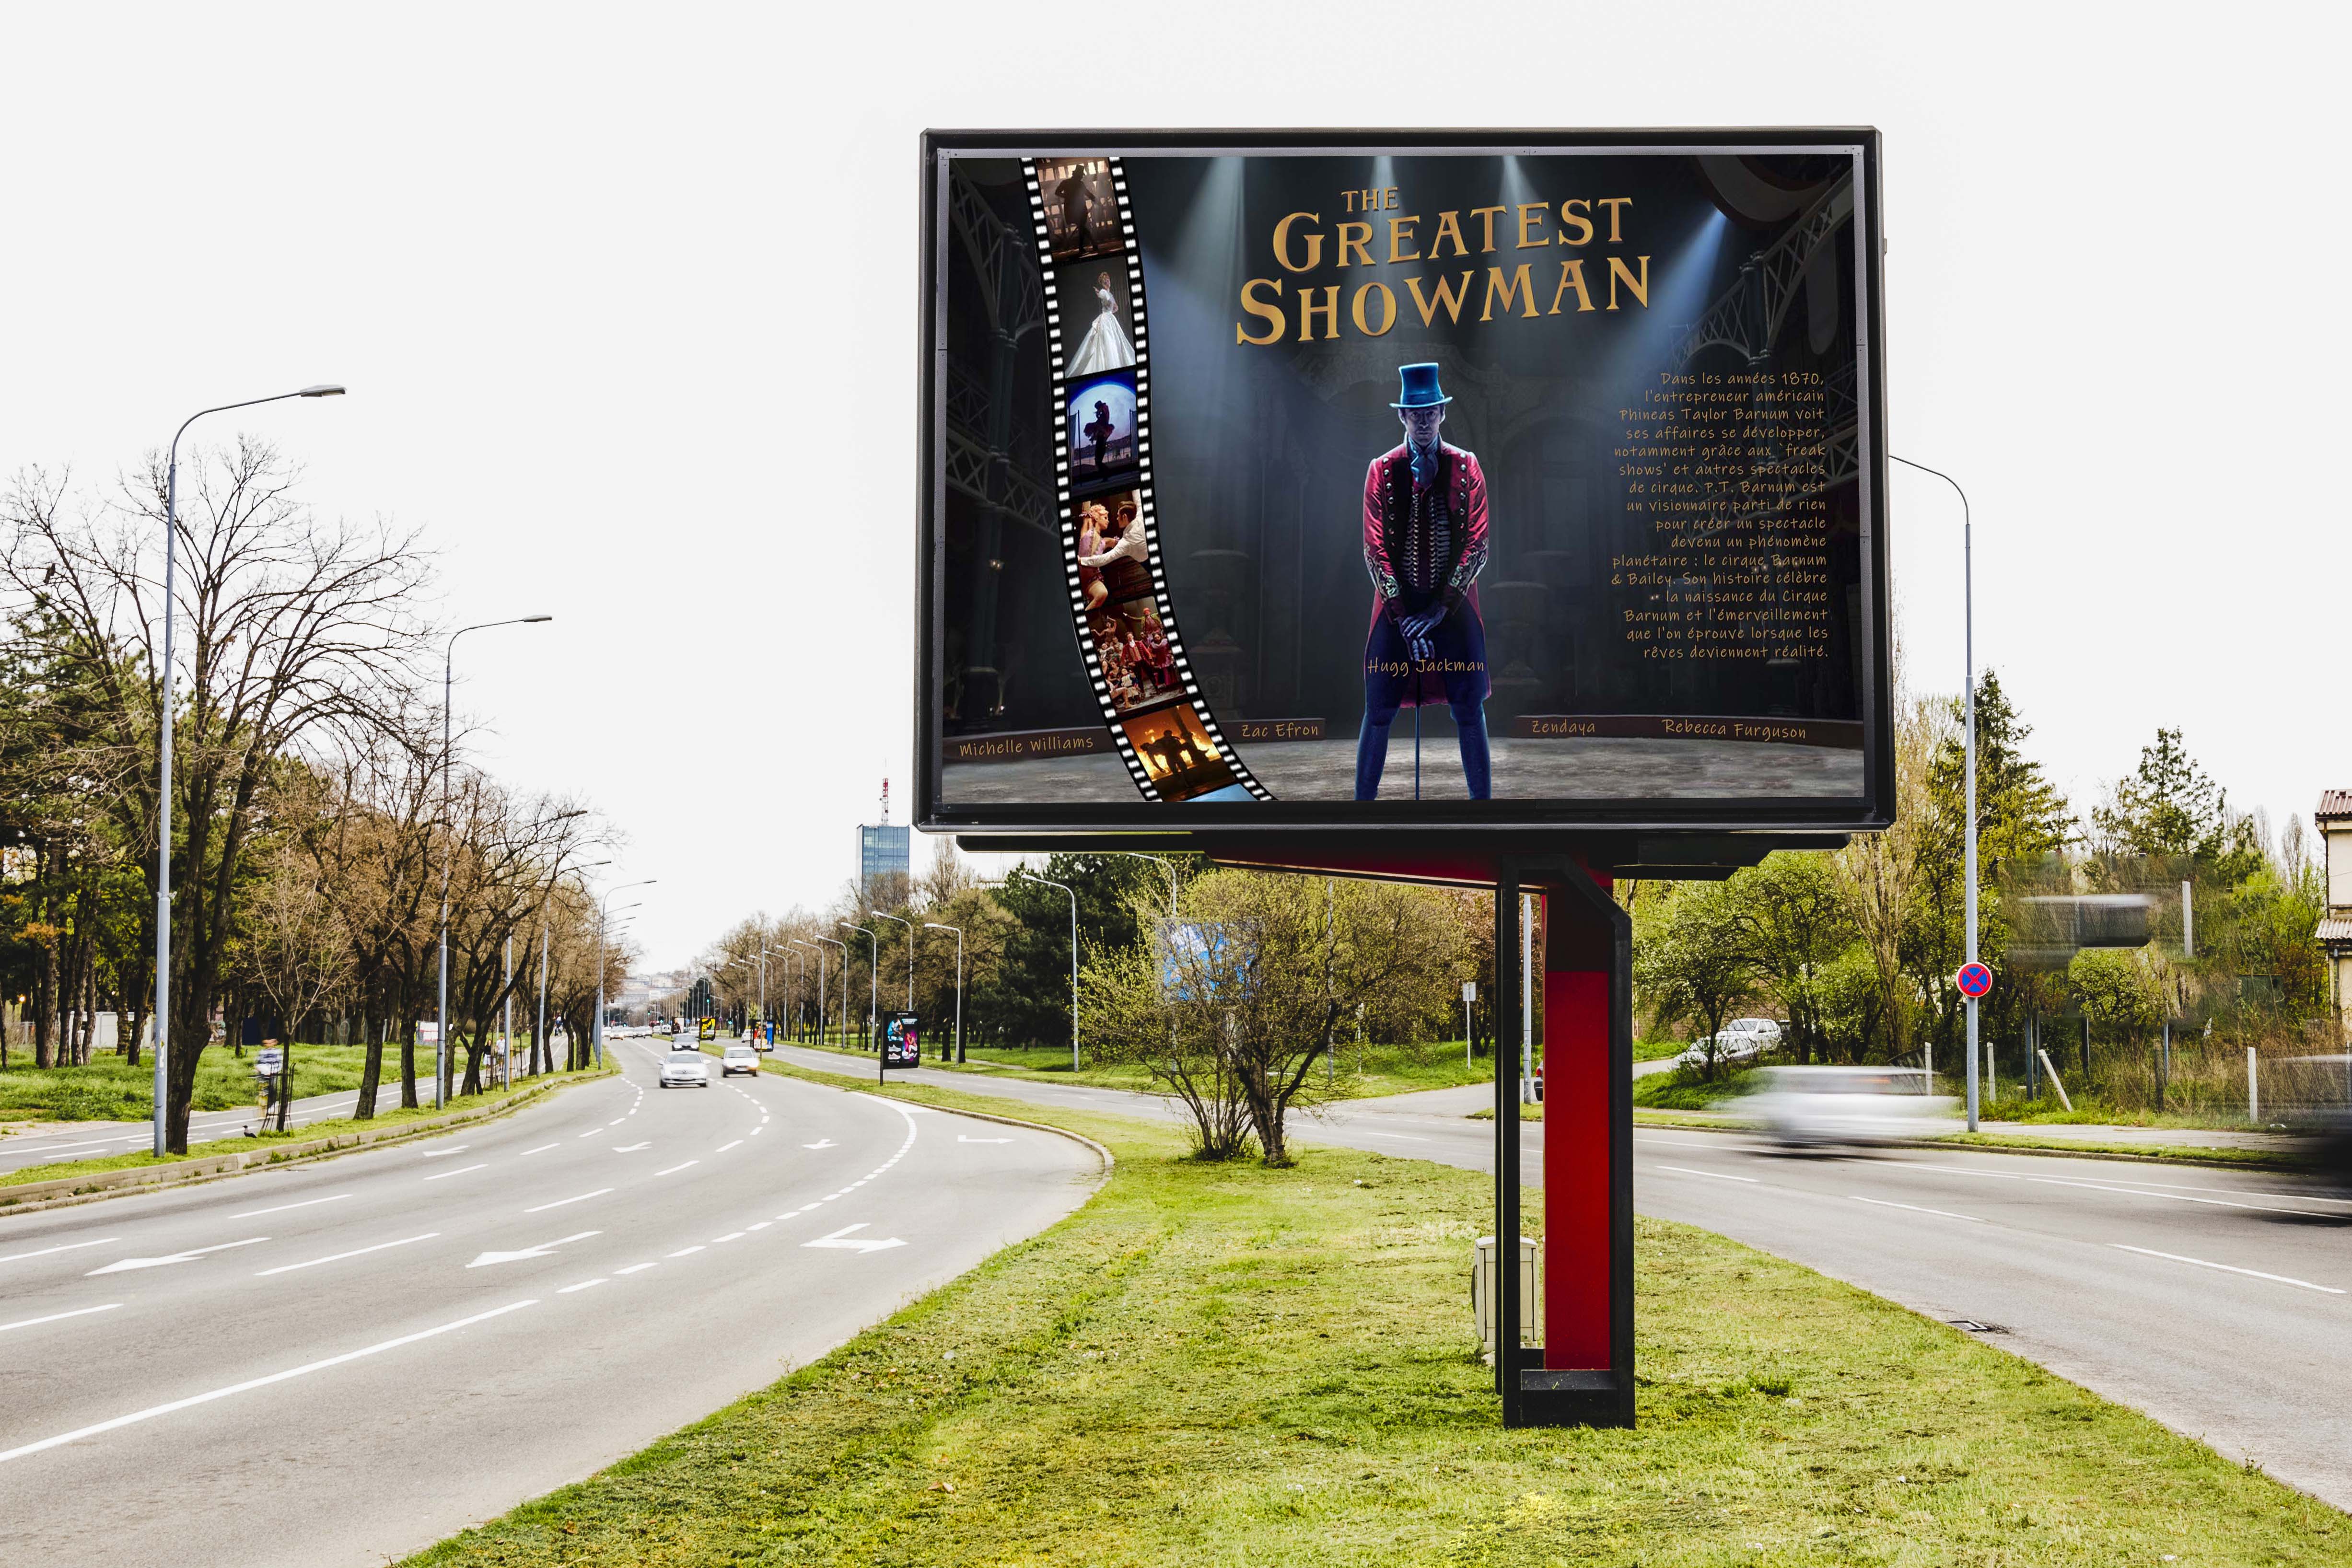 THE
GREATEST
SHOWMAN
Dans les années 1870,
l'entrepreneur américain
Phineas Taylor Barnum voit
ses affaires se développer,
notamment grâce aux 'freak
shows' et autres spectacles
de cirque. P.T. Barnum est
un visionnaire parti de rien
pour créer un spectacle
devenu un phénomène
planétaire : le cirque Barnum
& Bailey. Son histoire célèbre
la naissance du Cirque
Barnum et l'émerveillement
que l'on éprouve lorsque les
rêves deviennent réalité.
Hugg Jackman
Michelle Williams
Zac Efron
Zendaya
Rebecca Furguson